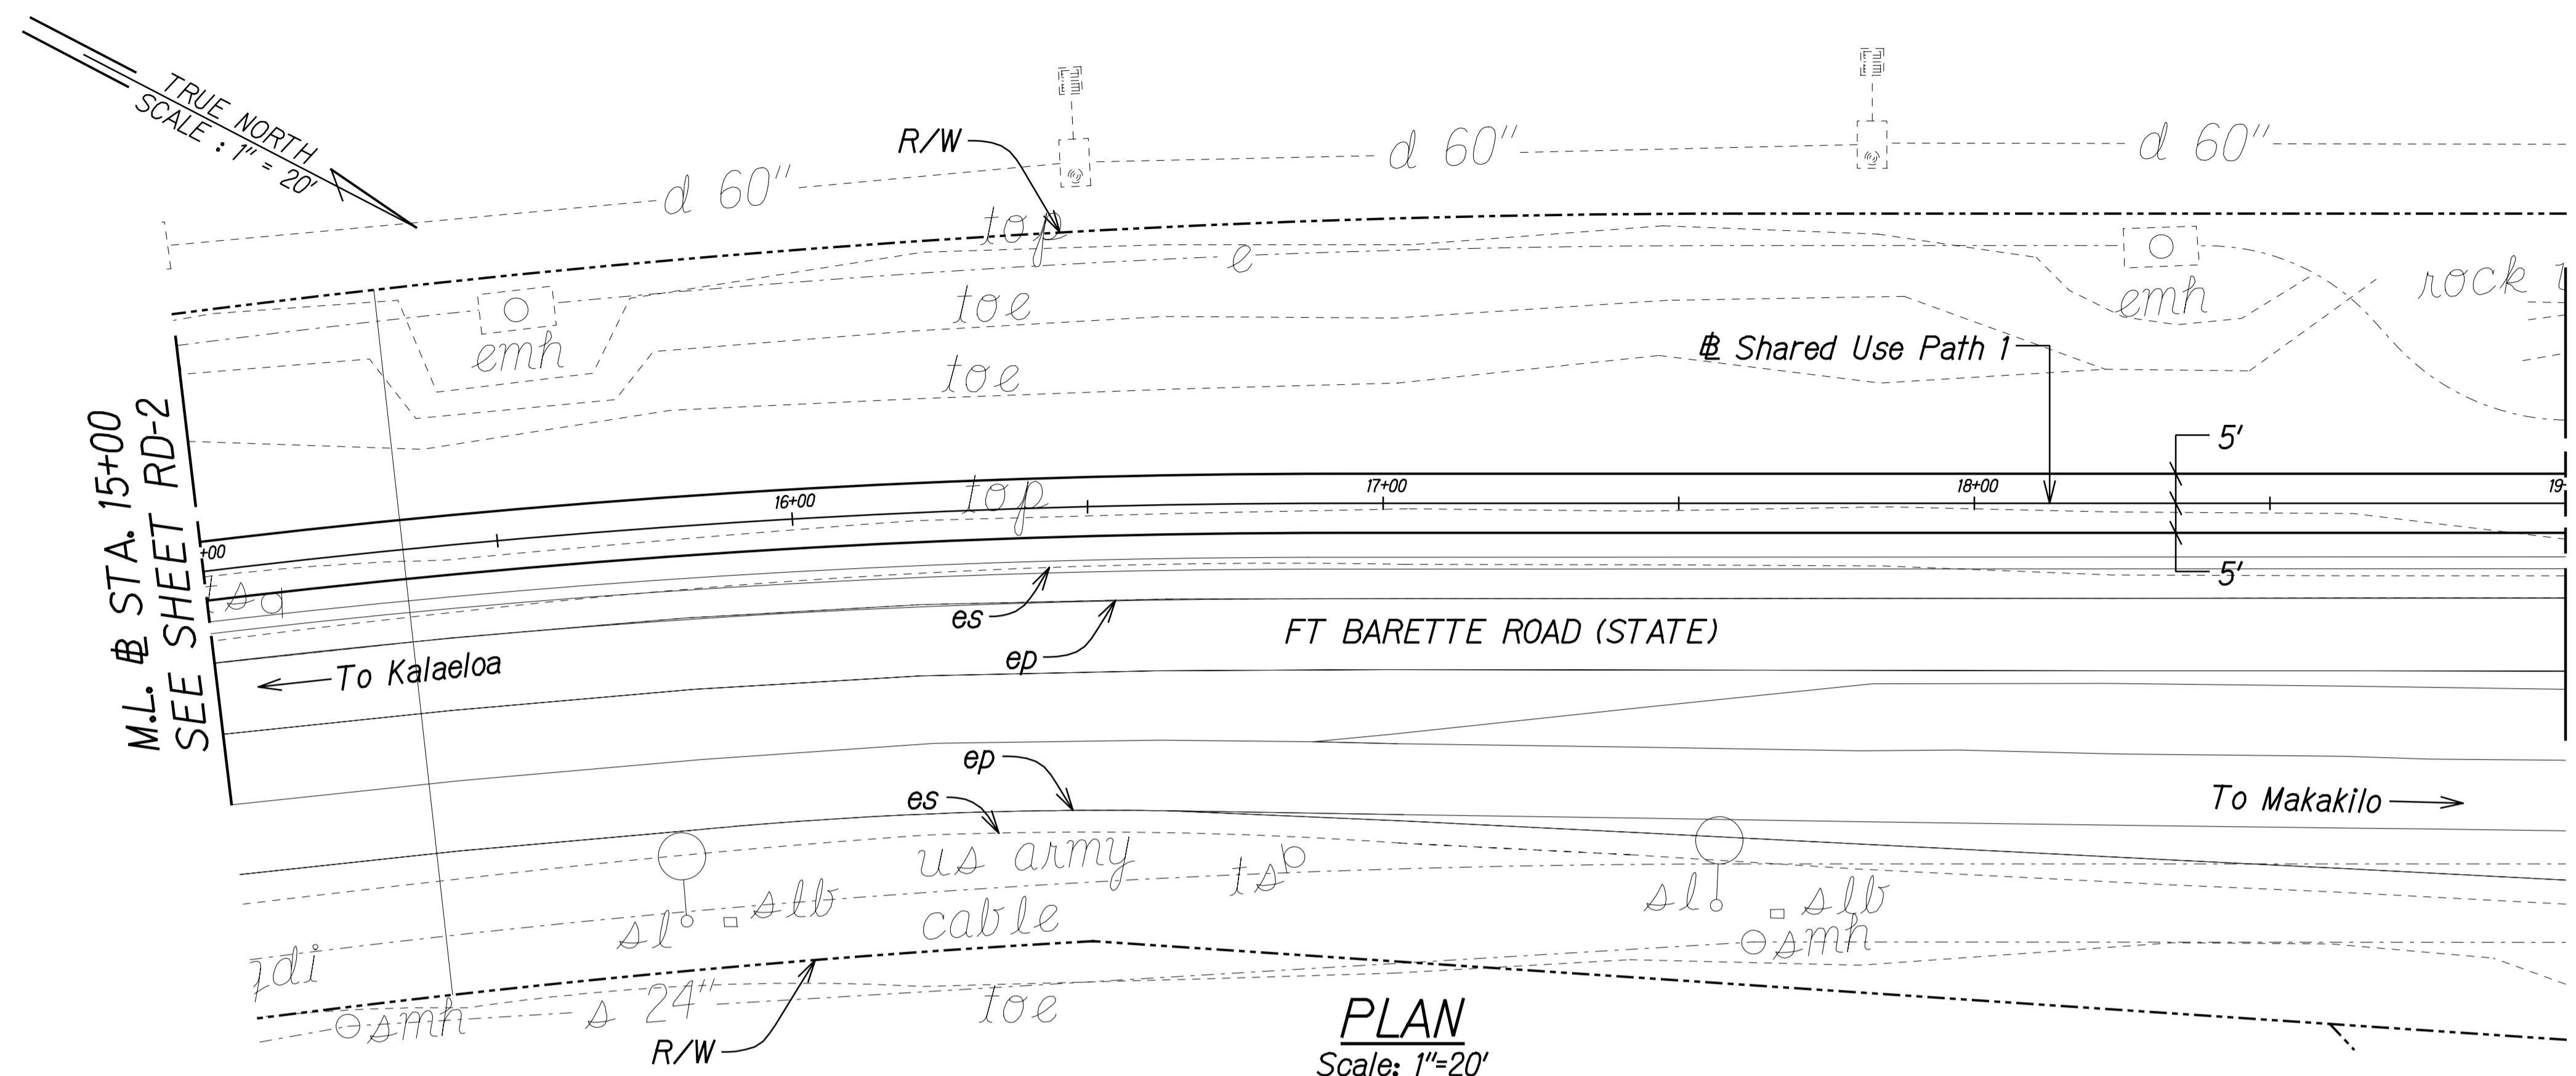 TRUE NORTH
SCALE : 1" = 20'
R/W
d 60"
d 60"
d 60"
top
e
toe
emh
emh
rock
toe
℄ Shared Use Path 1
M.L. ℄ STA. 15+00
SEE SHEET RD-2
5'
top
16+00
17+00
18+00
19
+00
ts
5'
es
ep
FT BARETTE ROAD (STATE)
To Kalaeloa
ep
es
To Makakilo
us army
cable
ts
sl
slb
sl
slb
smh
smh
s 24"
toe
R/W
PLAN
Scale: 1"=20'